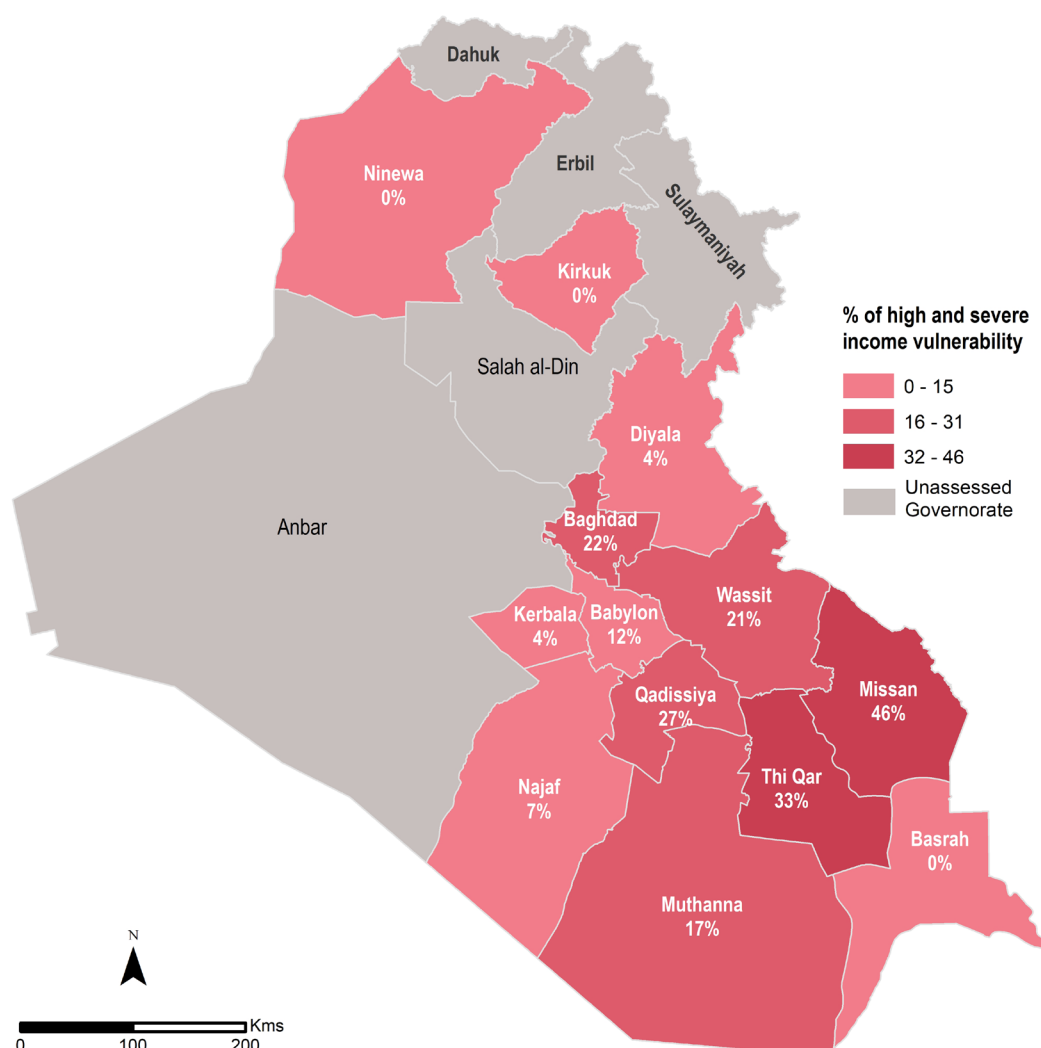 Dahuk
Erbil
Ninewa
0%
Sulaymaniyah
Kirkuk
0%
% of high and severe
income vulnerability
0 - 15
16 - 31
32 - 46
Unassessed
Governorate
Salah al-Din
Diyala
4%
Anbar
Baghdad
22%
Wassit
21%
Kerbala
4%
Babylon
12%
Missan
46%
Qadissiya
27%
Thi Qar
33%
Najaf
7%
Basrah
0%
Muthanna
17%
N
Kms
0 100 200